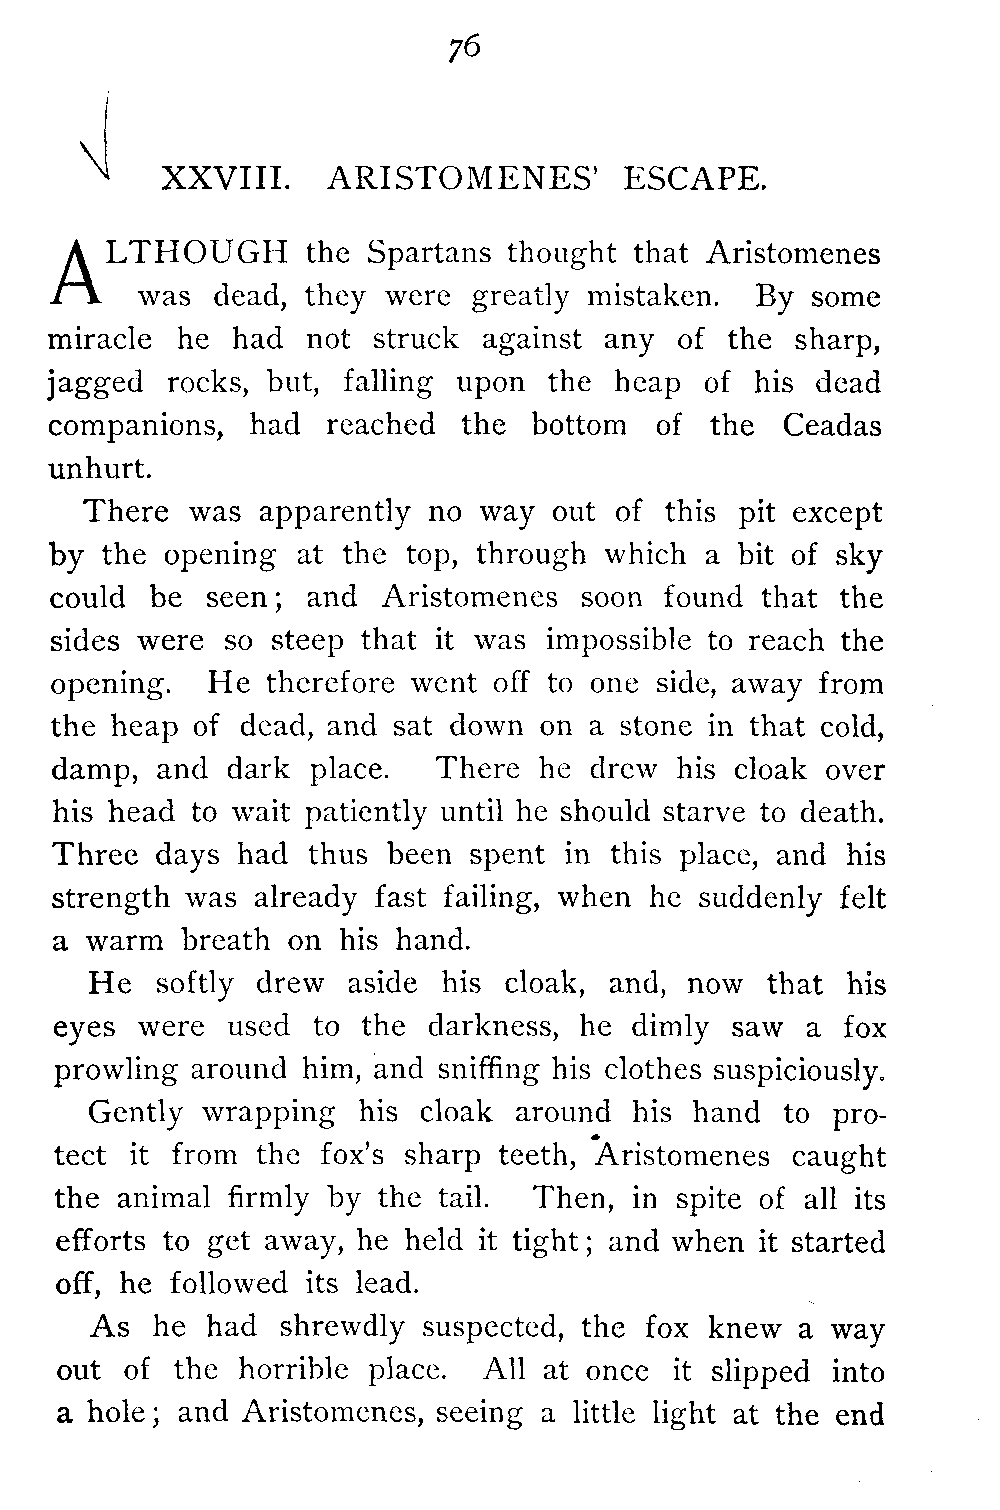 76
XXVIII. ARISTOMENES' ESCAPE.
ALTHOUGH the Spartans thought that Aristomenes
was dead, they were greatly mistaken. By some
miracle he had not struck against any of the sharp,
jagged rocks, but, falling upon the heap of his dead
companions, had reached the bottom of the Ceadas
unhurt.
There was apparently no way out of this pit except
by the opening at the top, through which a bit of sky
could be seen; and Aristomenes soon found that the
sides were so steep that it was impossible to reach the
opening. He therefore went off to one side, away from
the heap of dead, and sat down on a stone in that cold,
damp, and dark place. There he drew his cloak over
his head to wait patiently until he should starve to death.
Three days had thus been spent in this place, and his
strength was already fast failing, when he suddenly felt
a warm breath on his hand.
He softly drew aside his cloak, and, now that his
eyes were used to the darkness, he dimly saw a fox
prowling around him, and sniffing his clothes suspiciously.
Gently wrapping his cloak around his hand to pro-
tect it from the fox's sharp teeth, Aristomenes caught
the animal firmly by the tail. Then, in spite of all its
efforts to get away, he held it tight; and when it started
off, he followed its lead.
As he had shrewdly suspected, the fox knew a way
out of the horrible place. All at once it slipped into
a hole; and Aristomenes, seeing a little light at the end